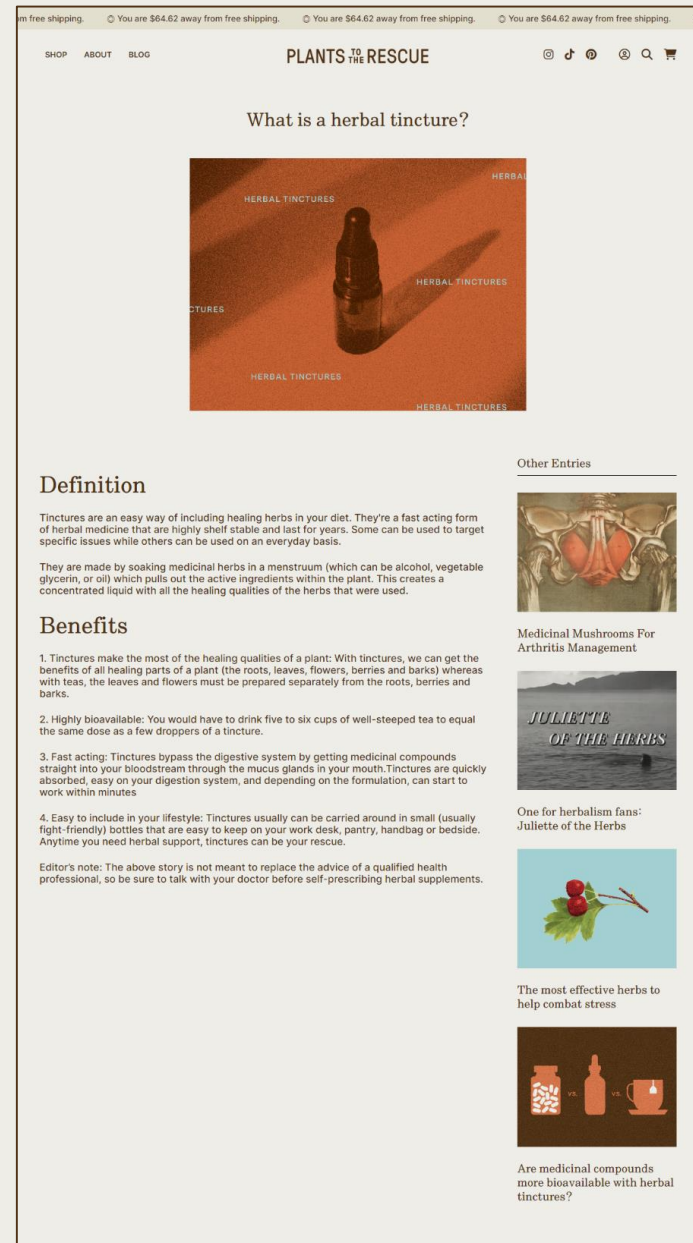 m free shipping. You are $64.62 away from free shipping. You are $64.62 away from free shipping. You are $64.62 away from free shipping.
SHOP ABOUT BLOG PLANTS TO THE RESCUE
What is a herbal tincture?
HERBAL
HERBAL TINCTURES
HERBAL TINCTURES
CTURES
HERBAL TINCTURES
HERBAL TINCTURES
Definition
Tinctures are an easy way of including healing herbs in your diet. They're a fast acting form
of herbal medicine that are highly shelf stable and last for years. Some can be used to target
specific issues while others can be used on an everyday basis.
They are made by soaking medicinal herbs in a menstruum (which can be alcohol, vegetable
glycerin, or oil) which pulls out the active ingredients within the plant. This creates a
concentrated liquid with all the healing qualities of the herbs that were used.
Benefits
1. Tinctures make the most of the healing qualities of a plant: With tinctures, we can get the
benefits of all healing parts of a plant (the roots, leaves, flowers, berries and barks) whereas
with teas, the leaves and flowers must be prepared separately from the roots, berries and
barks.
2. Highly bioavailable: You would have to drink five to six cups of well-steeped tea to equal
the same dose as a few droppers of a tincture.
3. Fast acting: Tinctures bypass the digestive system by getting medicinal compounds
straight into your bloodstream through the mucus glands in your mouth.Tinctures are quickly
absorbed, easy on your digestion system, and depending on the formulation, can start to
work within minutes
4. Easy to include in your lifestyle: Tinctures usually can be carried around in small (usually
fight-friendly) bottles that are easy to keep on your work desk, pantry, handbag or bedside.
Anytime you need herbal support, tinctures can be your rescue.
Editor's note: The above story is not meant to replace the advice of a qualified health
professional, so be sure to talk with your doctor before self-prescribing herbal supplements.
Other Entries
Medicinal Mushrooms For
Arthritis Management
JULIETTE
OF THE HERBS
One for herbalism fans:
Juliette of the Herbs
The most effective herbs to
help combat stress
vs. vs.
Are medicinal compounds
more bioavailable with herbal
tinctures?